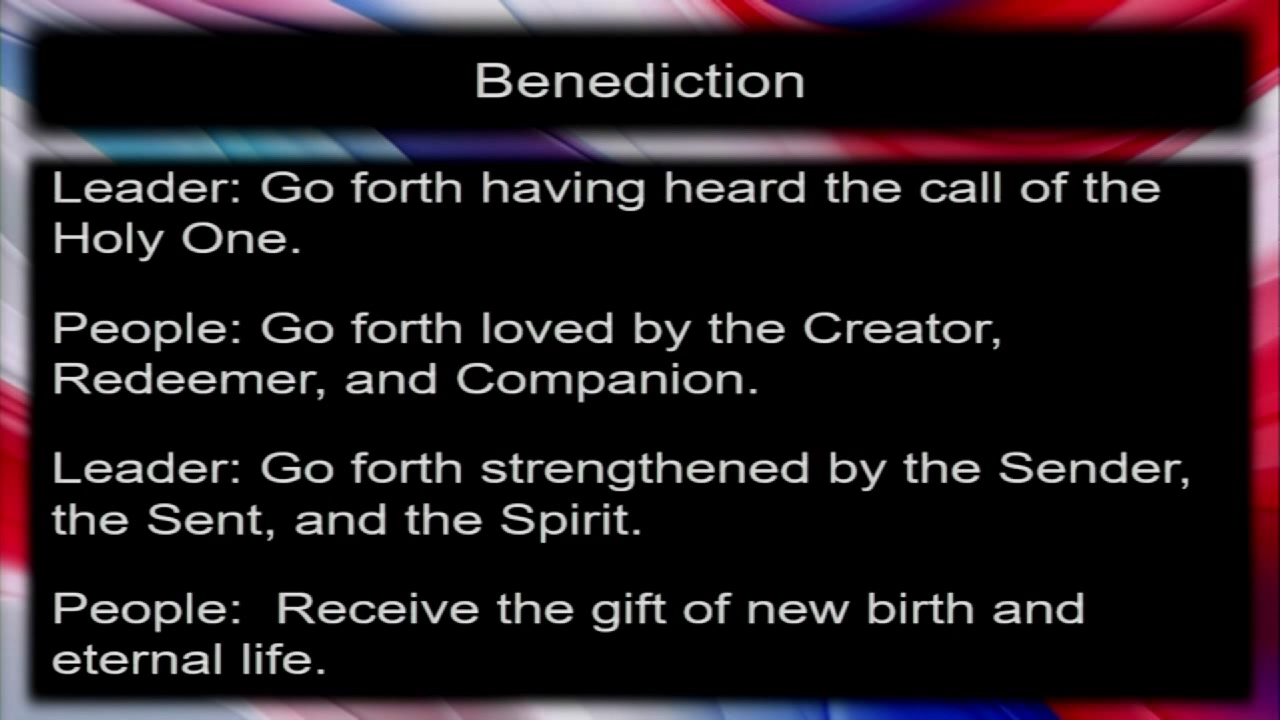 Benediction
Leader: Go forth having heard the call of the
Holy One.
People: Go forth loved by the Creator,
Redeemer, and Companion.
Leader: Go forth strengthened by the Sender,
the Sent, and the Spirit.
People:  Receive the gift of new birth and
eternal life.